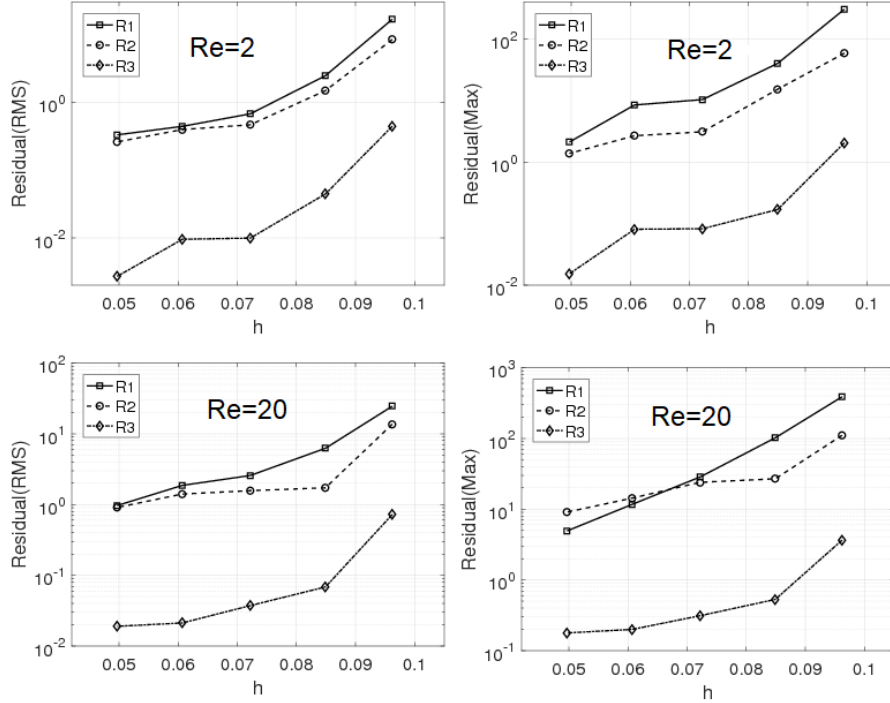 R1
R2
R3
Re=2
Residual(RMS)
10^0
10^-2
0.05 0.06 0.07 0.08 0.09 0.1
h
R1
R2
R3
Re=2
Residual(Max)
10^2
10^0
10^-2
0.05 0.06 0.07 0.08 0.09 0.1
h
R1
R2
R3
Re=20
Residual(RMS)
10^2
10^1
10^0
10^-1
10^-2
0.05 0.06 0.07 0.08 0.09 0.1
h
R1
R2
R3
Re=20
Residual(Max)
10^3
10^2
10^1
10^0
10^-1
0.05 0.06 0.07 0.08 0.09 0.1
h